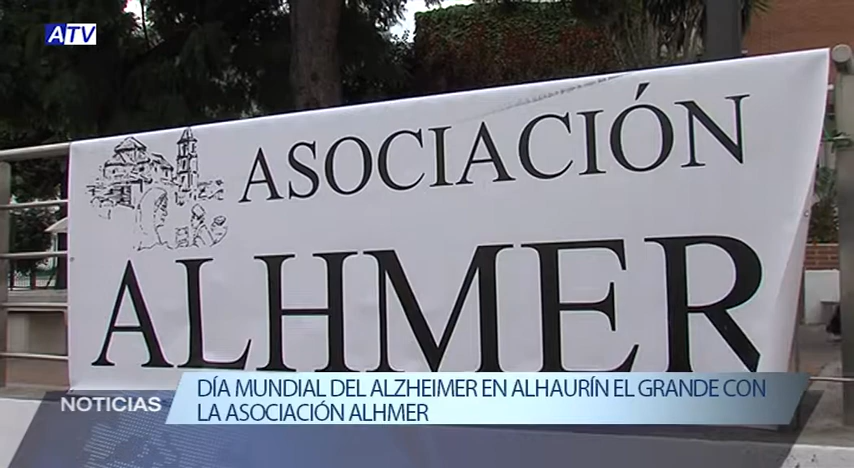 ATV
ASOCIACIÓN
ALHMER
NOTICIAS
DÍA MUNDIAL DEL ALZHEIMER EN ALHAURÍN EL GRANDE CON
LA ASOCIACIÓN ALHMER